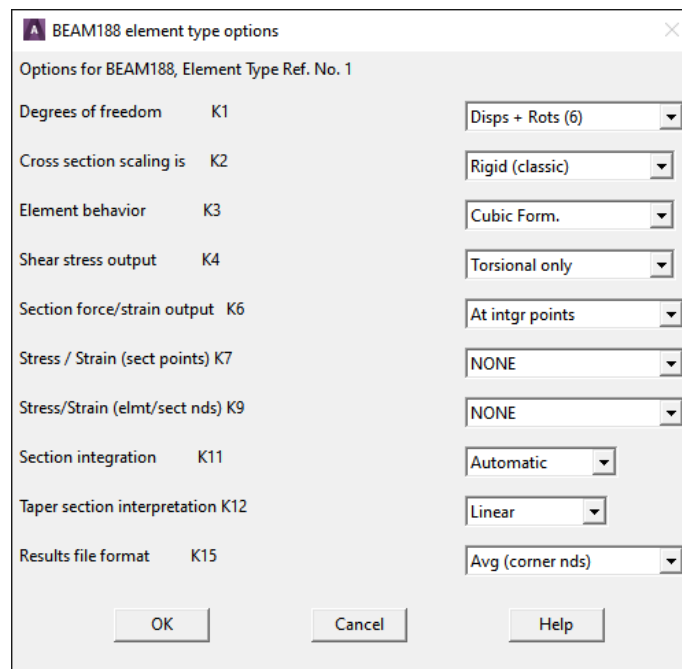 BEAM188 element type options
Options for BEAM188, Element Type Ref. No. 1
Degrees of freedom K1 Disps + Rots (6)
Cross section scaling is K2 Rigid (classic)
Element behavior K3 Cubic Form.
Shear stress output K4 Torsional only
Section force/strain output K6 At intgr points
Stress / Strain (sect points) K7 NONE
Stress/Strain (elmt/sect nds) K9 NONE
Section integration K11 Automatic
Taper section interpretation K12 Linear
Results file format K15 Avg (corner nds)
OK Cancel Help